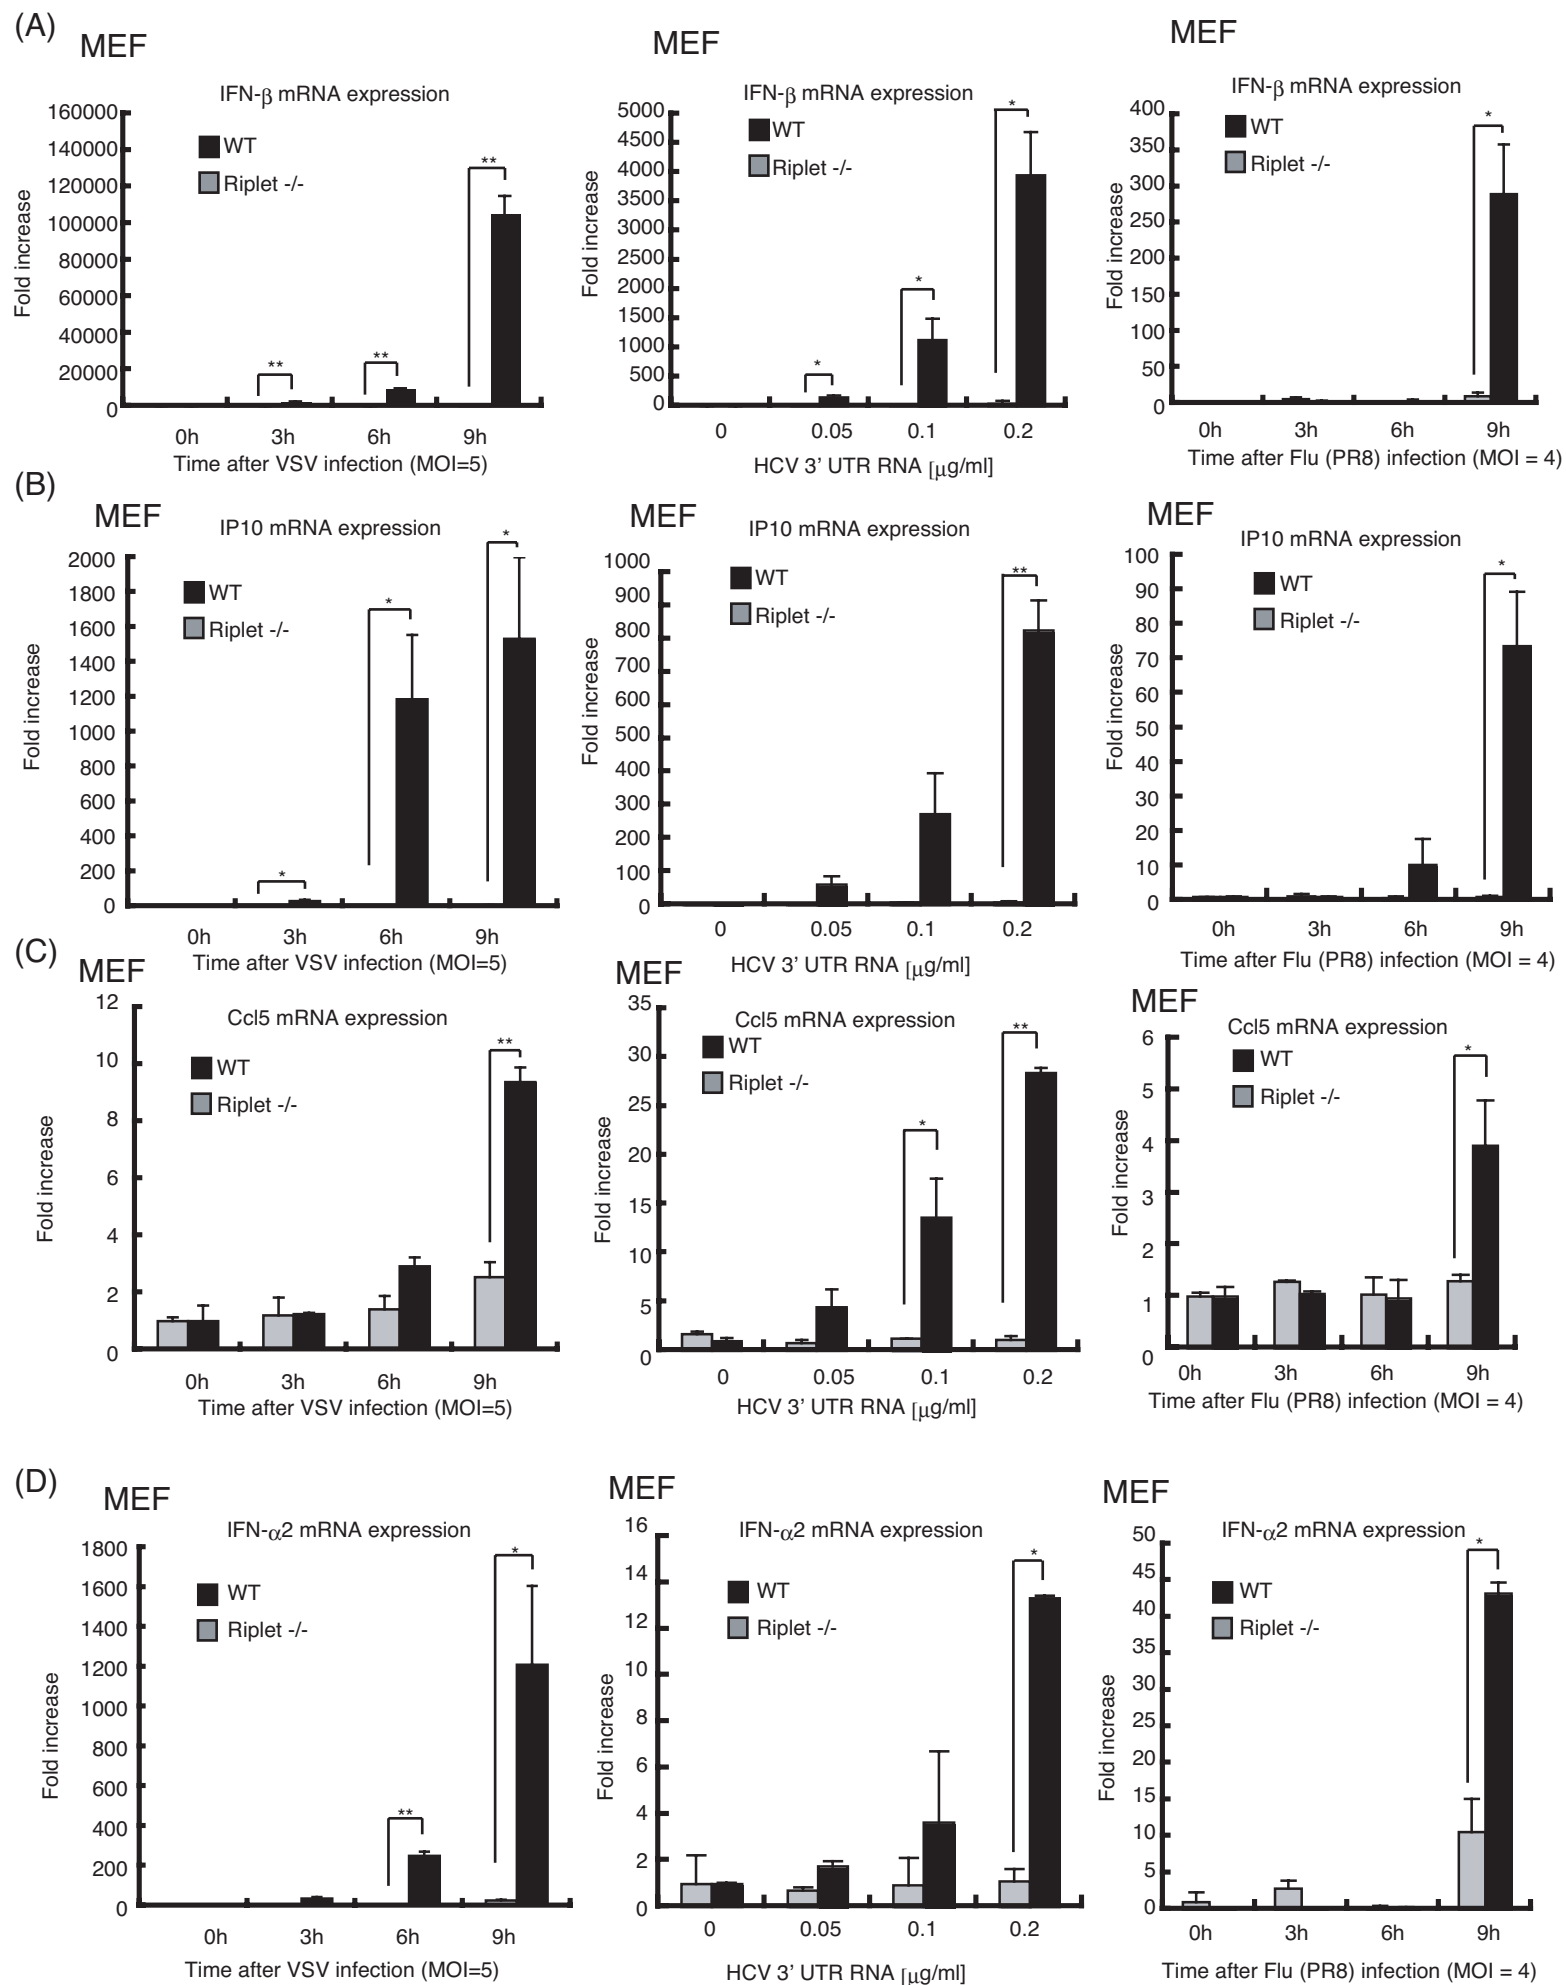 (A)
MEF
IFN-β mRNA expression
160000
140000
120000
100000
80000
60000
40000
20000
0
Fold increase
WT
Riplet -/-
**
**
**
0h 3h 6h 9h
Time after VSV infection (MOI=5)
MEF
IFN-β mRNA expression
5000
4500
4000
3500
3000
2500
2000
1500
1000
500
0
Fold increase
WT
Riplet -/-
*
*
*
0 0.05 0.1 0.2
HCV 3’ UTR RNA [μg/ml]
MEF
IFN-β mRNA expression
400
350
300
250
200
150
100
50
0
Fold increase
WT
Riplet -/-
*
0h 3h 6h 9h
Time after Flu (PR8) infection (MOI = 4)
(B)
MEF
IP10 mRNA expression
2000
1800
1600
1400
1200
1000
800
600
400
200
0
Fold increase
WT
Riplet -/-
*
*
*
0h 3h 6h 9h
Time after VSV infection (MOI=5)
MEF
IP10 mRNA expression
1000
900
800
700
600
500
400
300
200
100
0
Fold increase
WT
Riplet -/-
**
0 0.05 0.1 0.2
HCV 3’ UTR RNA [μg/ml]
MEF
IP10 mRNA expression
100
90
80
70
60
50
40
30
20
10
0
Fold increase
WT
Riplet -/-
*
0h 3h 6h 9h
Time after Flu (PR8) infection (MOI = 4)
(C)
MEF
Ccl5 mRNA expression
12
10
8
6
4
2
0
Fold increase
WT
Riplet -/-
**
0h 3h 6h 9h
Time after VSV infection (MOI=5)
MEF
Ccl5 mRNA expression
35
30
25
20
15
10
5
0
Fold increase
WT
Riplet -/-
*
**
0 0.05 0.1 0.2
HCV 3’ UTR RNA [μg/ml]
MEF
Ccl5 mRNA expression
6
5
4
3
2
1
0
Fold increase
WT
Riplet -/-
*
0h 3h 6h 9h
Time after Flu (PR8) infection (MOI = 4)
(D)
MEF
IFN-α2 mRNA expression
1800
1600
1400
1200
1000
800
600
400
200
0
Fold increase
WT
Riplet -/-
**
*
0h 3h 6h 9h
Time after VSV infection (MOI=5)
MEF
IFN-α2 mRNA expression
16
14
12
10
8
6
4
2
0
Fold increase
WT
Riplet -/-
*
0 0.05 0.1 0.2
HCV 3’ UTR RNA [μg/ml]
MEF
IFN-α2 mRNA expression
50
45
40
35
30
25
20
15
10
5
0
Fold increase
WT
Riplet -/-
*
0h 3h 6h 9h
Time after Flu (PR8) infection (MOI = 4)